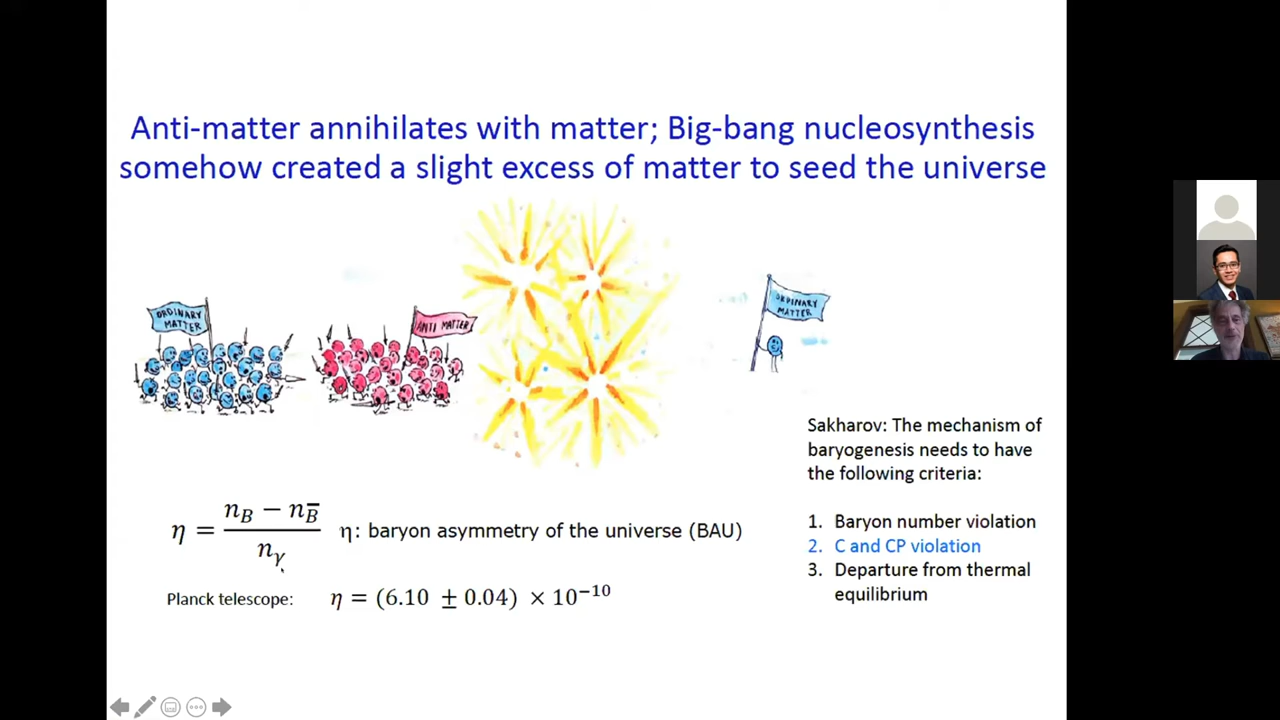 Anti-matter annihilates with matter; Big-bang nucleosynthesis
somehow created a slight excess of matter to seed the universe
ORDINARY
MATTER
ANTI MATTER
ORDINARY
MATTER
Sakharov: The mechanism of
baryogenesis needs to have
the following criteria:
1. Baryon number violation
2. C and CP violation
3. Departure from thermal
equilibrium
η = (n_B − n_B̅) / n_γ η: baryon asymmetry of the universe (BAU)
Planck telescope: η = (6.10 ± 0.04) × 10⁻¹⁰